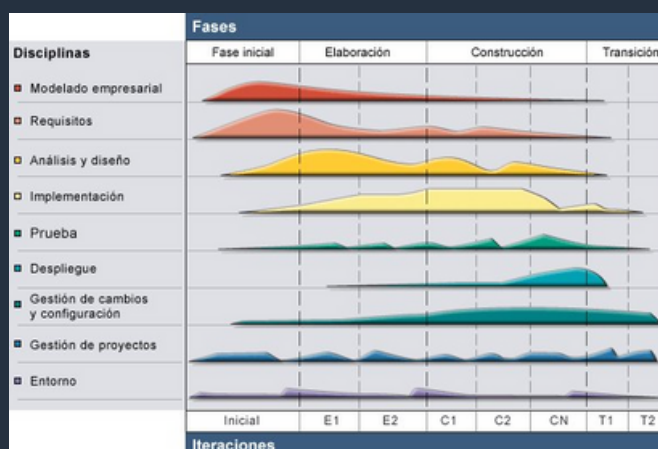 Fases
Disciplinas
Fase inicial Elaboración Construcción Transición
Modelado empresarial
Requisitos
Análisis y diseño
Implementación
Prueba
Despliegue
Gestión de cambios
y configuración
Gestión de proyectos
Entorno
Inicial E1 E2 C1 C2 CN T1 T2
Iteraciones